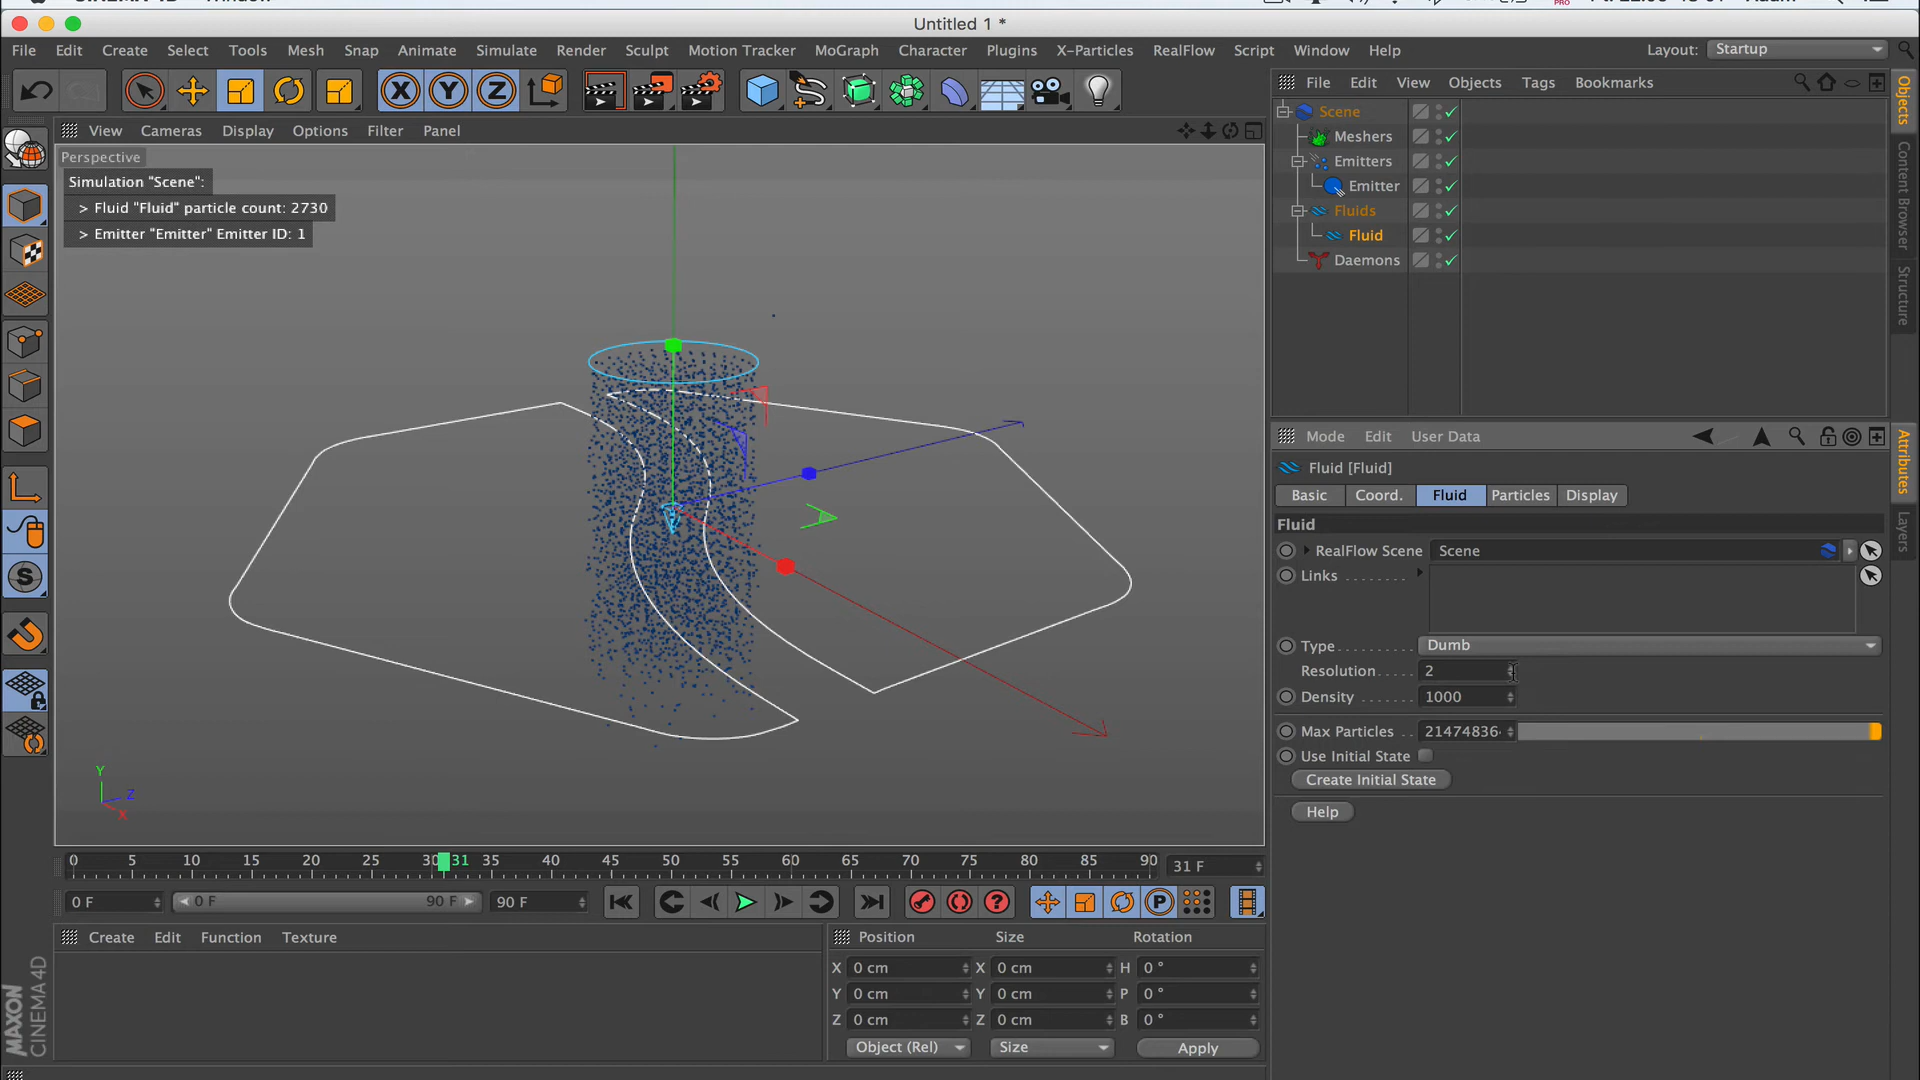 Untitled 1 *
File Edit Create Select Tools Mesh Snap Animate Simulate Render Sculpt Motion Tracker MoGraph Character Plugins X-Particles RealFlow Script Window Help Layout: Startup
File Edit View Objects Tags Bookmarks
View Cameras Display Options Filter Panel
Perspective
Simulation "Scene":
> Fluid "Fluid" particle count: 2730
> Emitter "Emitter" Emitter ID: 1
Scene
Meshers
Emitters
Emitter
Fluids
Fluid
Daemons
Objects
Content Browser
Structure
Mode Edit User Data
Fluid [Fluid]
Basic Coord. Fluid Particles Display
Fluid
RealFlow Scene Scene
Links
Type Dumb
Resolution 2
Density 1000
Max Particles 21474836
Use Initial State
Create Initial State
Help
Attributes
Layers
Y
Z
X
0 5 10 15 20 25 30 31 35 40 45 50 55 60 65 70 75 80 85 90 31 F
0 F 0 F 90 F 90 F
Create Edit Function Texture
Position Size Rotation
X 0 cm X 0 cm H 0 °
Y 0 cm Y 0 cm P 0 °
Z 0 cm Z 0 cm B 0 °
Object (Rel) Size Apply
MAXON
CINEMA 4D